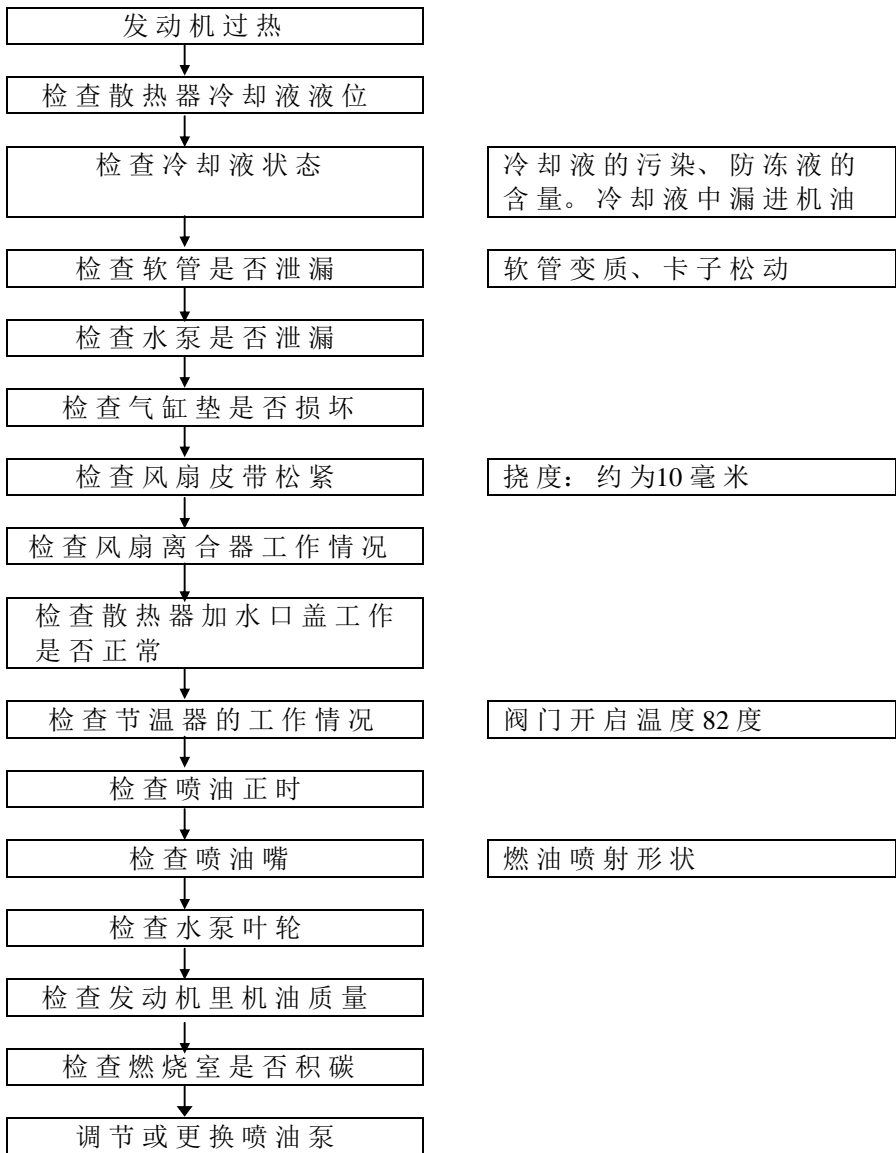 发动机过热
检查散热器冷却液液位
检查冷却液状态
冷却液的污染、防冻液的
含量。冷却液中漏进机油
检查软管是否泄漏
软管变质、卡子松动
检查水泵是否泄漏
检查气缸垫是否损坏
检查风扇皮带松紧
挠度：约为10毫米
检查风扇离合器工作情况
检查散热器加水口盖工作
是否正常
检查节温器的工作情况
阀门开启温度82度
检查喷油正时
检查喷油嘴
燃油喷射形状
检查水泵叶轮
检查发动机里机油质量
检查燃烧室是否积碳
调节或更换喷油泵